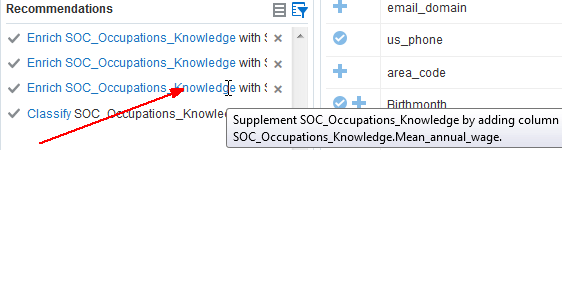 Recommendations
Enrich SOC_Occupations_Knowledge with
Enrich SOC_Occupations_Knowledge with
Enrich SOC_Occupations_Knowledge with
Classify
Supplement SOC_Occupations_Knowledge by adding column
SOC_Occupations_Knowledge.Mean_annual_wage.
email_domain
us_phone
area_code
Birthmonth